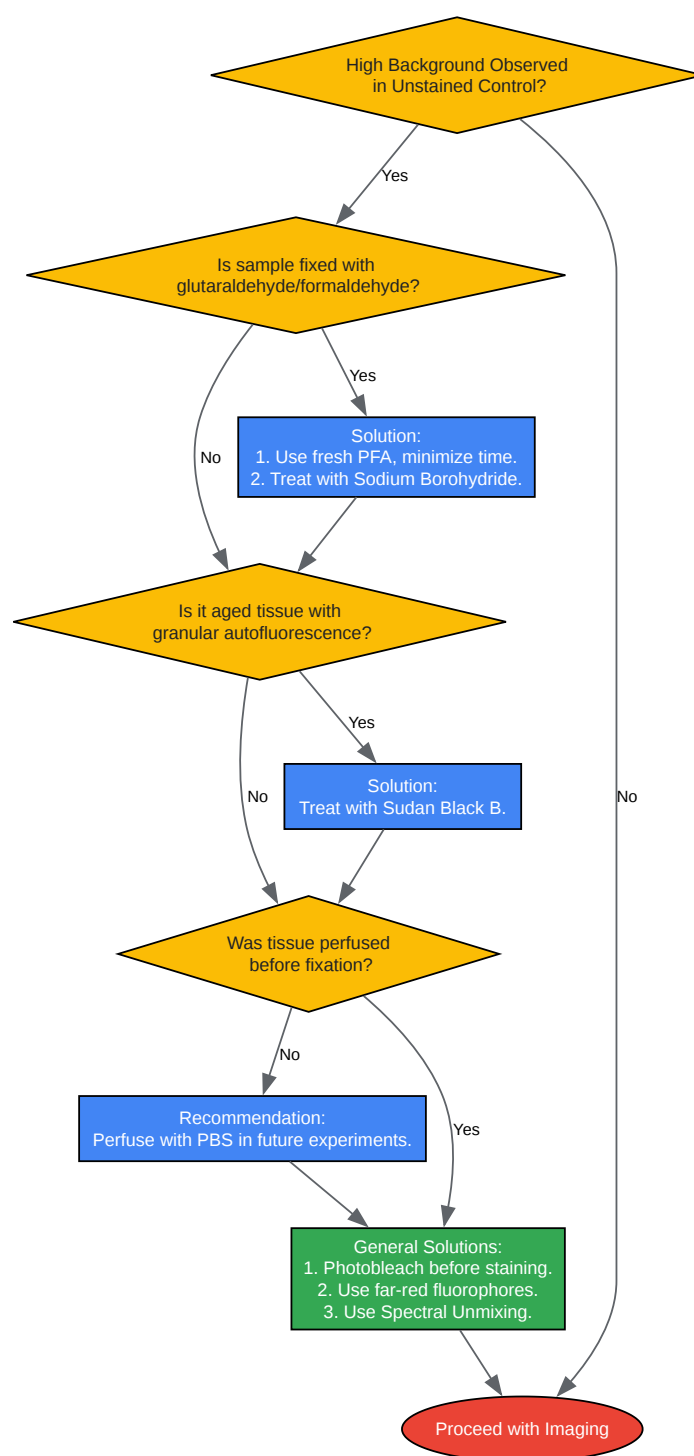 High Background Observed
in Unstained Control?
Yes
Is sample fixed with
glutaraldehyde/formaldehyde?
Yes
Solution:
1. Use fresh PFA, minimize time.
2. Treat with Sodium Borohydride.
No
Is it aged tissue with
granular autofluorescence?
Yes
Solution:
Treat with Sudan Black B.
No
No
Was tissue perfused
before fixation?
No
Recommendation:
Perfuse with PBS in future experiments.
Yes
General Solutions:
1. Photobleach before staining.
2. Use far-red fluorophores.
3. Use Spectral Unmixing.
Proceed with Imaging